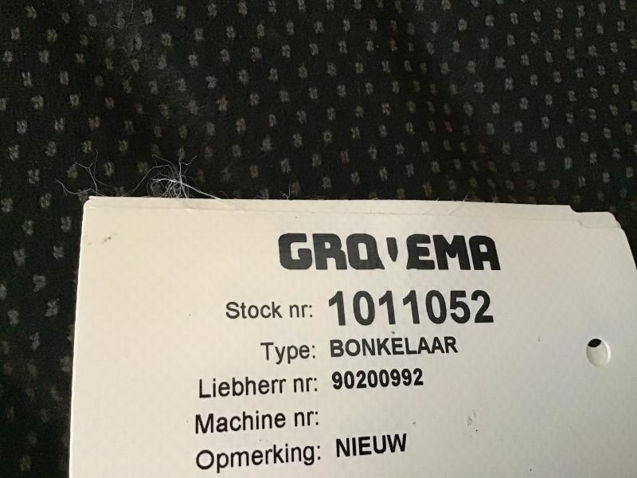 GROVEMA
Stock nr: 1011052
Type: BONKELAAR
Liebherr nr: 90200992
Machine nr:
Opmerking: NIEUW